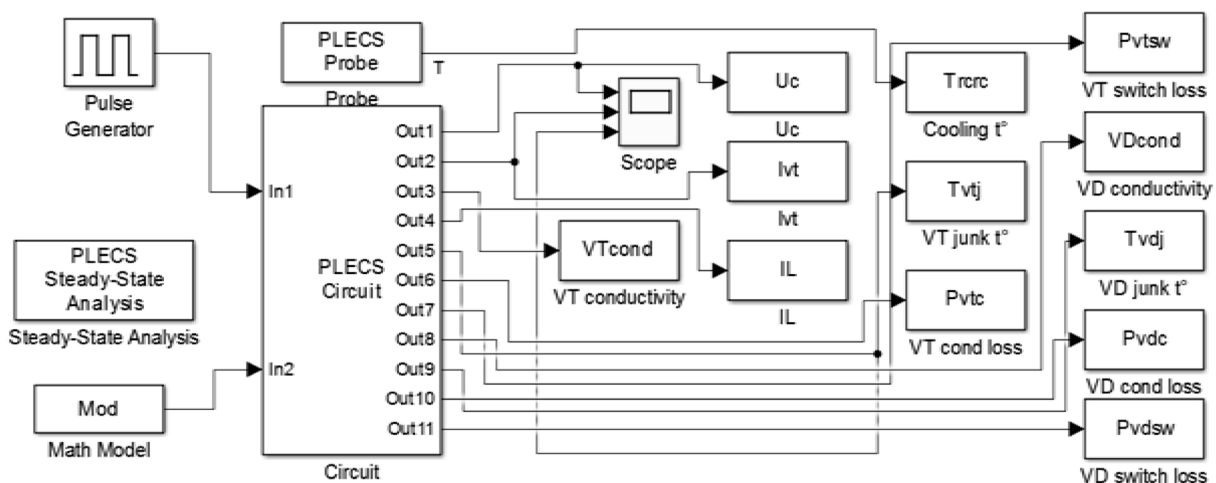 Pulse
Generator
PLECS
Probe
T
Probe
Scope
Uc
Uc
Ivt
Ivt
IL
IL
VTcond
VT conductivity
Trcrc
Cooling t°
Tvtj
VT junk t°
Pvtc
VT cond loss
Pvtsw
VT switch loss
VDcond
VD conductivity
Tvdj
VD junk t°
Pvdc
VD cond loss
Pvdsw
VD switch loss
PLECS
Steady-State
Analysis
Steady-State Analysis
Mod
Math Model
In1
In2
PLECS
Circuit
Out1
Out2
Out3
Out4
Out5
Out6
Out7
Out8
Out9
Out10
Out11
Circuit